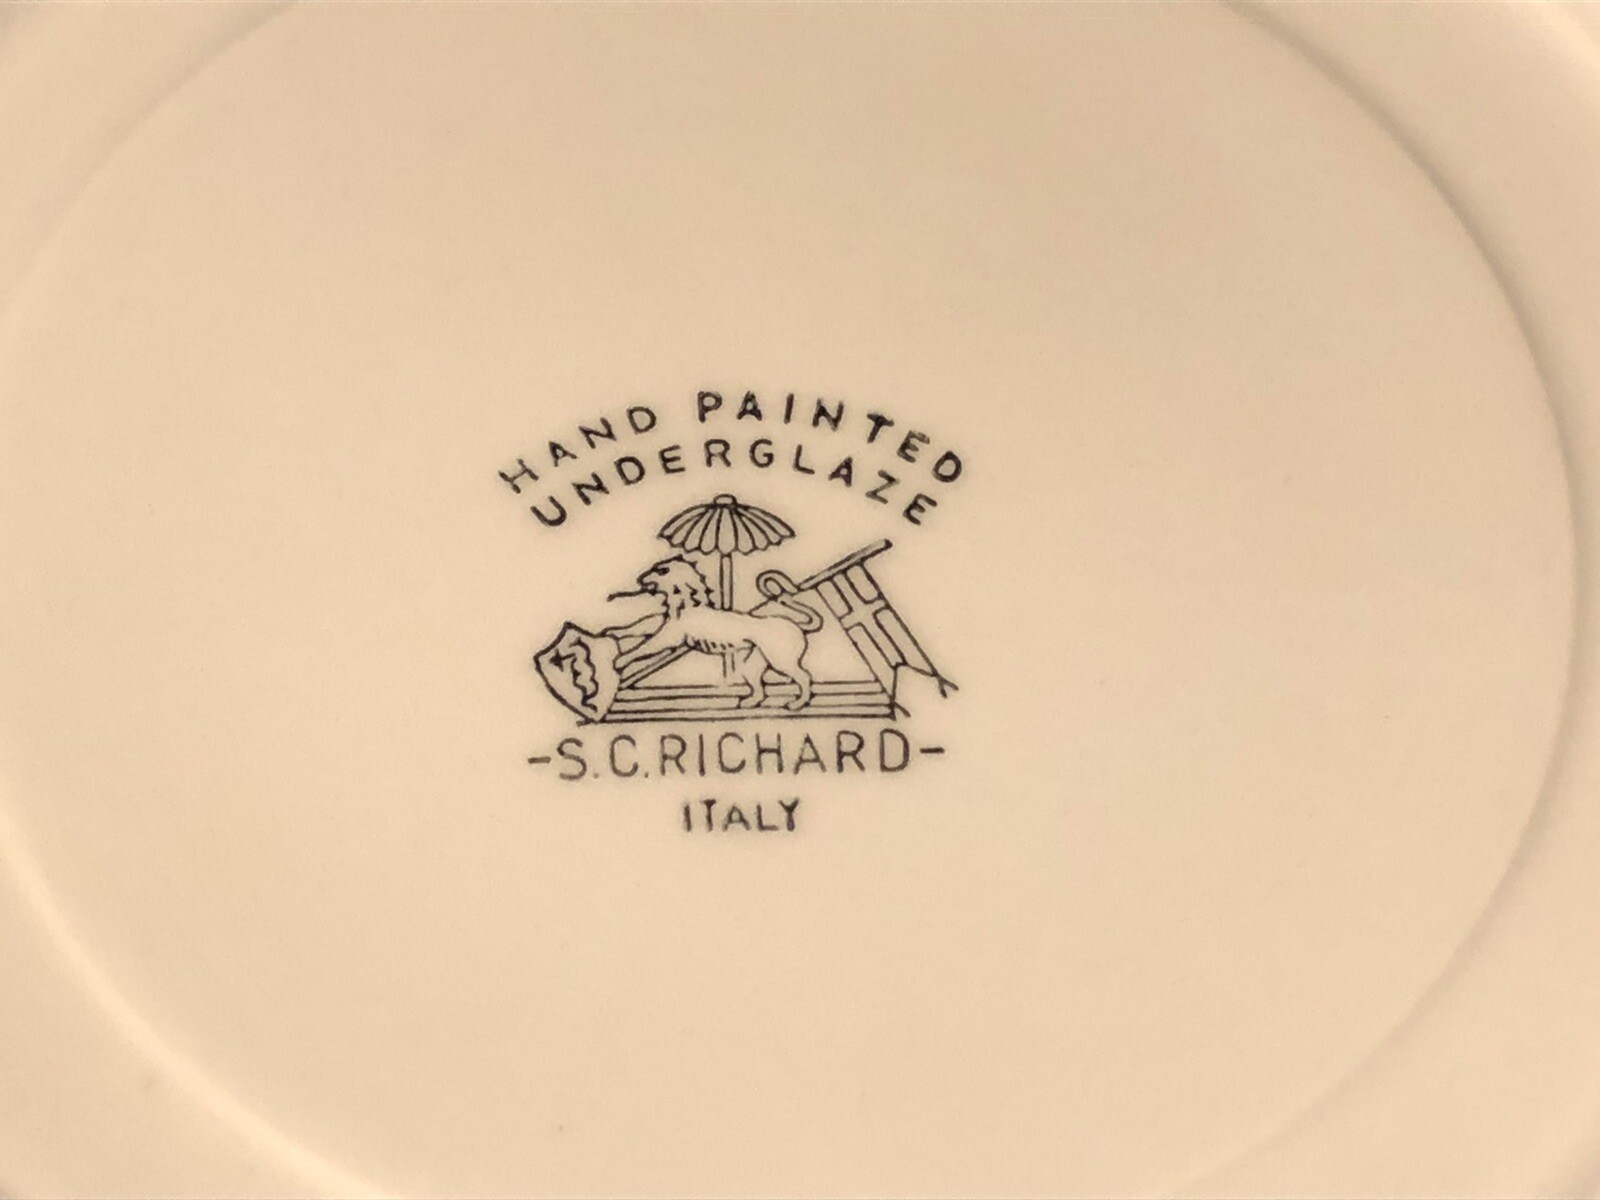 HAND PAINTED
UNDERGLAZE
-S.C.RICHARD-
ITALY